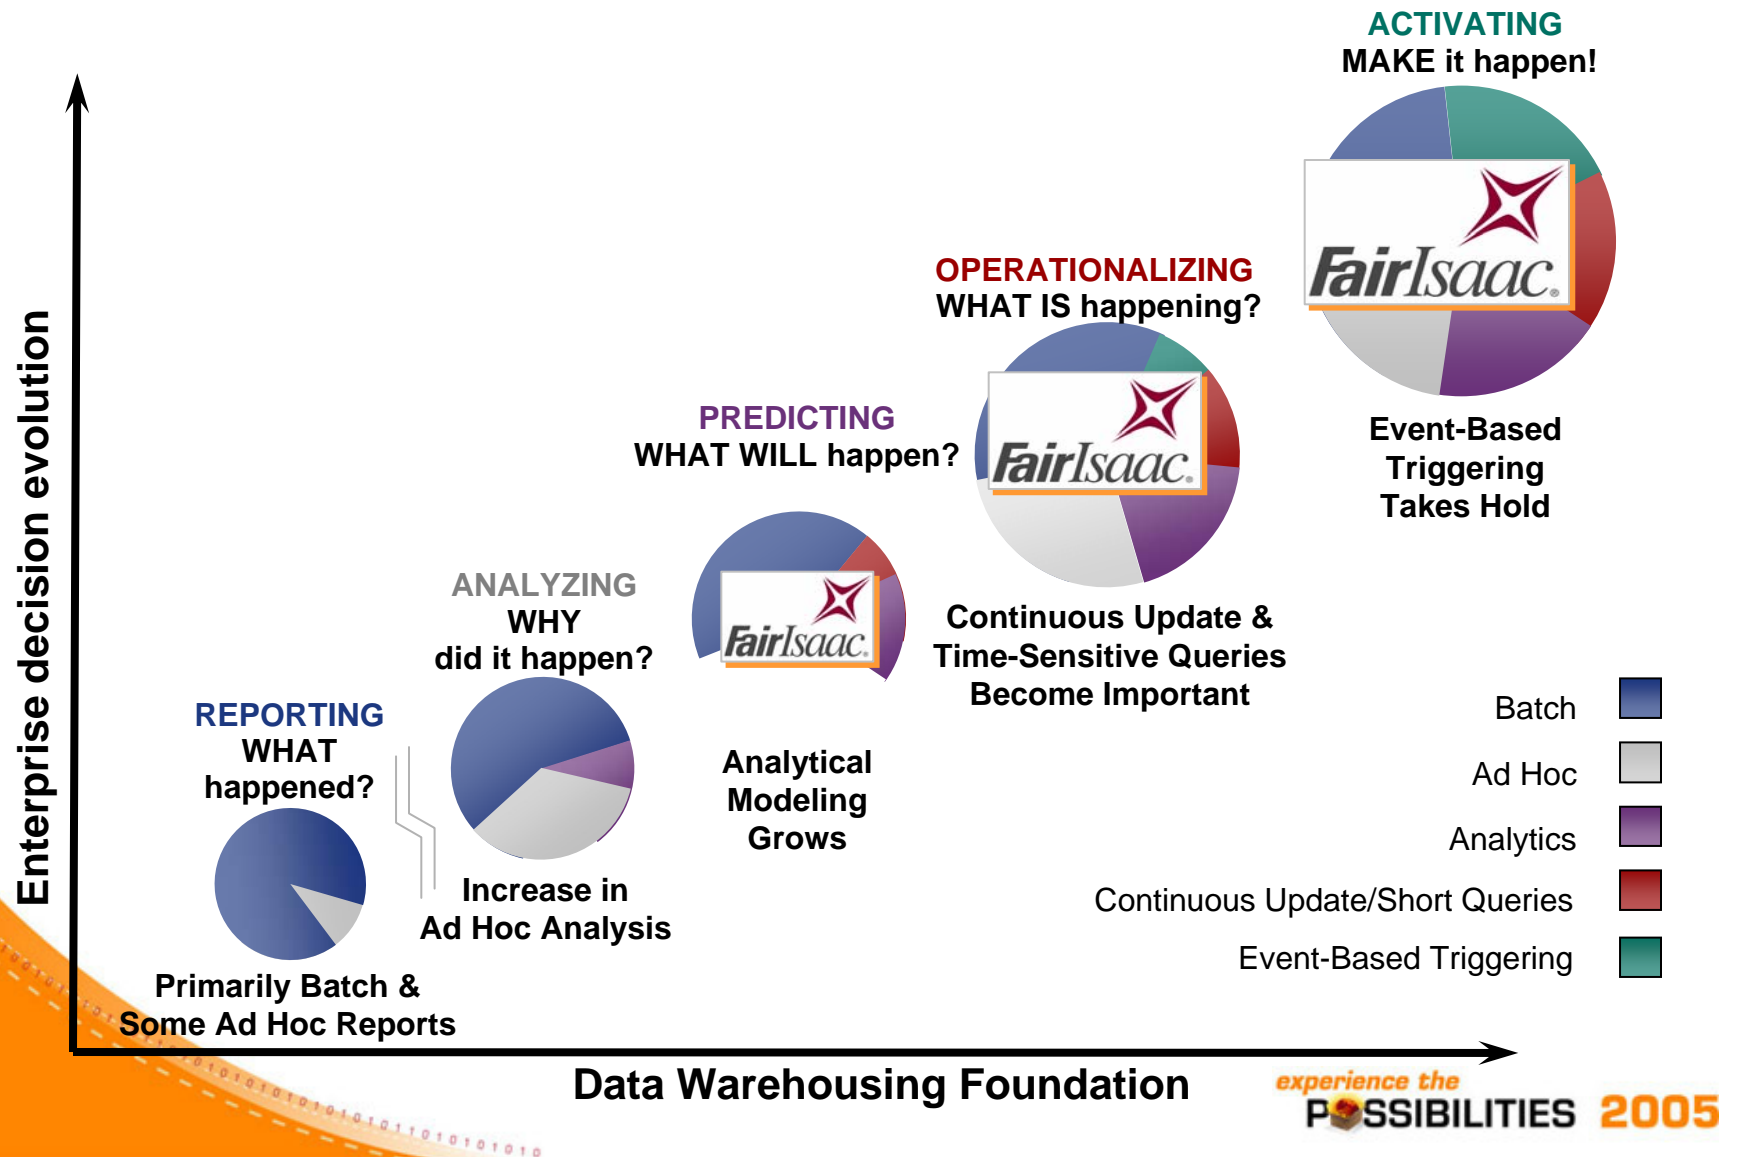 ACTIVATING
MAKE it happen!
FairIsaac®
Event-Based
Triggering
Takes Hold
OPERATIONALIZING
WHAT IS happening?
FairIsaac®
Continuous Update &
Time-Sensitive Queries
Become Important
PREDICTING
WHAT WILL happen?
FairIsaac®
Analytical
Modeling
Grows
ANALYZING
WHY
did it happen?
Increase in
Ad Hoc Analysis
REPORTING
WHAT
happened?
Primarily Batch &
Some Ad Hoc Reports
Enterprise decision evolution
Data Warehousing Foundation
Batch
Ad Hoc
Analytics
Continuous Update/Short Queries
Event-Based Triggering
experience the
POSSIBILITIES 2005